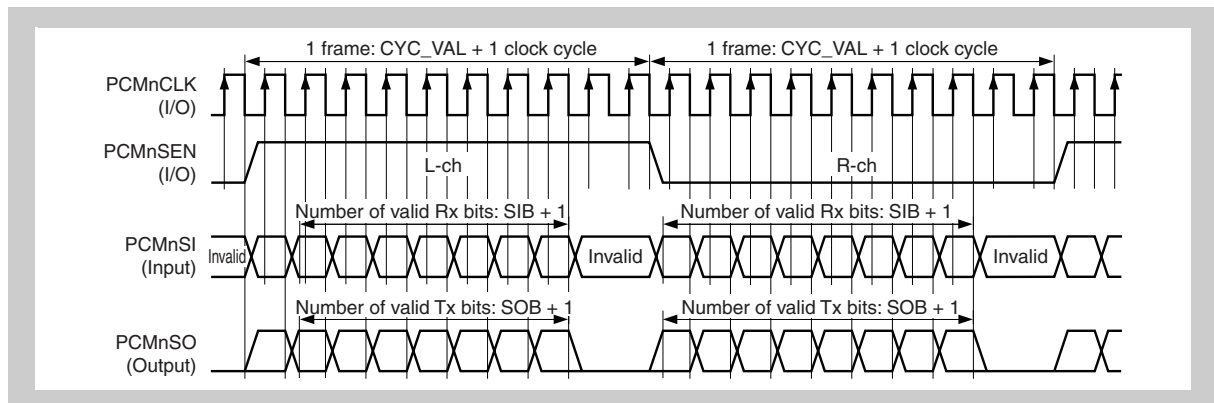 1 frame: CYC_VAL + 1 clock cycle
1 frame: CYC_VAL + 1 clock cycle
PCMnCLK
(I/O)
PCMnSEN
(I/O)
L-ch
R-ch
Number of valid Rx bits: SIB + 1
Number of valid Rx bits: SIB + 1
PCMnSI
(Input)
Invalid
Invalid
Invalid
Number of valid Tx bits: SOB + 1
Number of valid Tx bits: SOB + 1
PCMnSO
(Output)